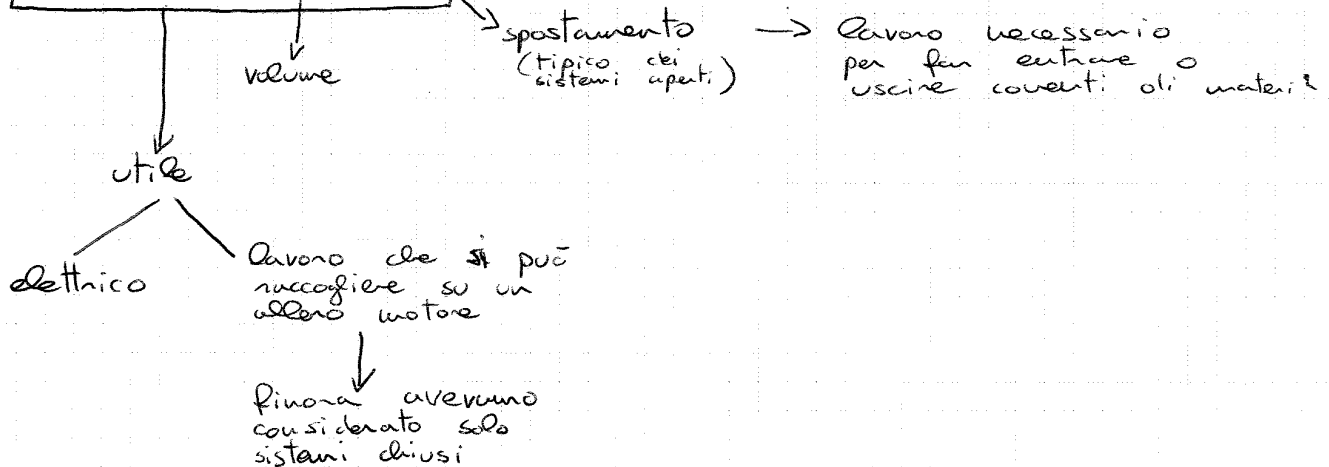 spostamento → lavoro necessario
(tipico dei per far entrare o
sistemi aperti) uscire correnti di materia
volume
utile
elettrico
lavoro che si può
raccogliere su un
albero motore
finora avevamo
considerato solo
sistemi chiusi